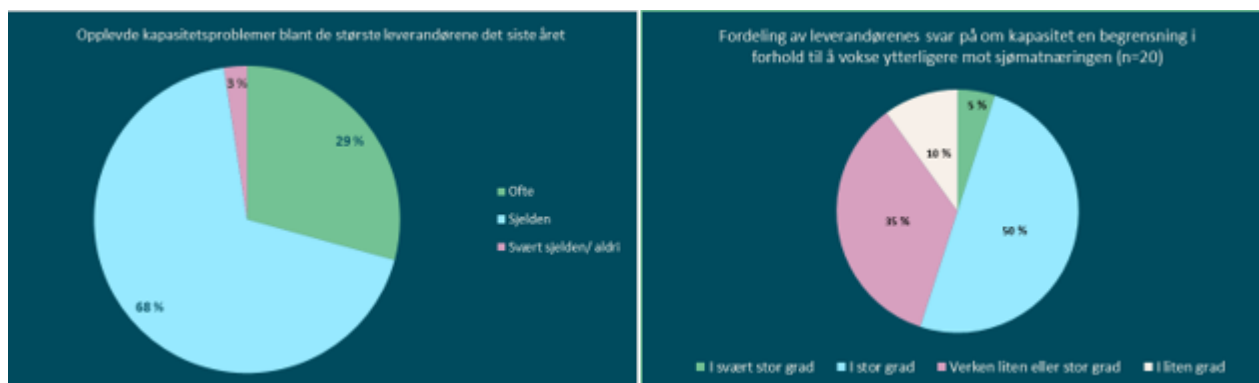 Opplevde kapasitetsproblemer blant de største leverandørene det siste året
3 %
29 %
68 %
Ofte
Sjelden
Svært sjelden/ aldri
Fordeling av leverandørenes svar på om kapasitet en begrensning i
forhold til å vokse ytterligere mot sjømatnæringen (n=20)
5 %
10 %
35 %
50 %
I svært stor grad
I stor grad
Verken liten eller stor grad
I liten grad